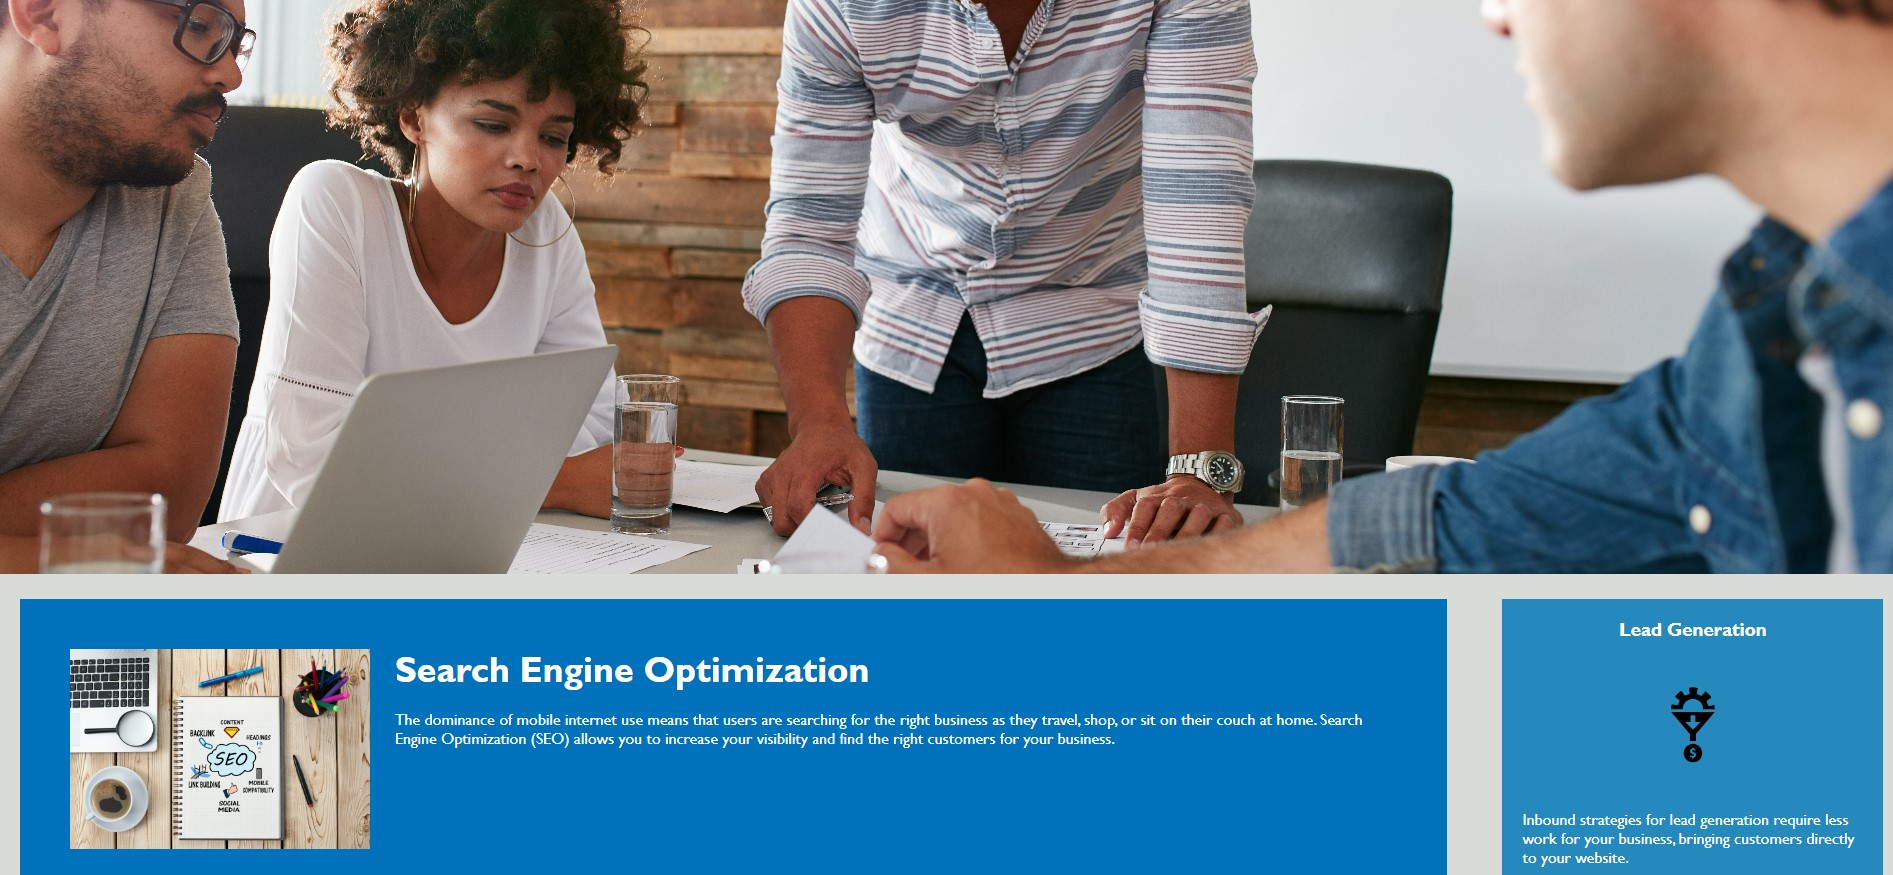 Search Engine Optimization
The dominance of mobile internet use means that users are searching for the right business as they travel, shop, or sit on their couch at home. Search
Engine Optimization (SEO) allows you to increase your visibility and find the right customers for your business.
CONTENT
BACKLINK
HEADINGS
SEO
LINK BUILDING
MOBILE
COMPATIBILITY
SOCIAL
MEDIA
Lead Generation
$
Inbound strategies for lead generation require less
work for your business, bringing customers directly
to your website.